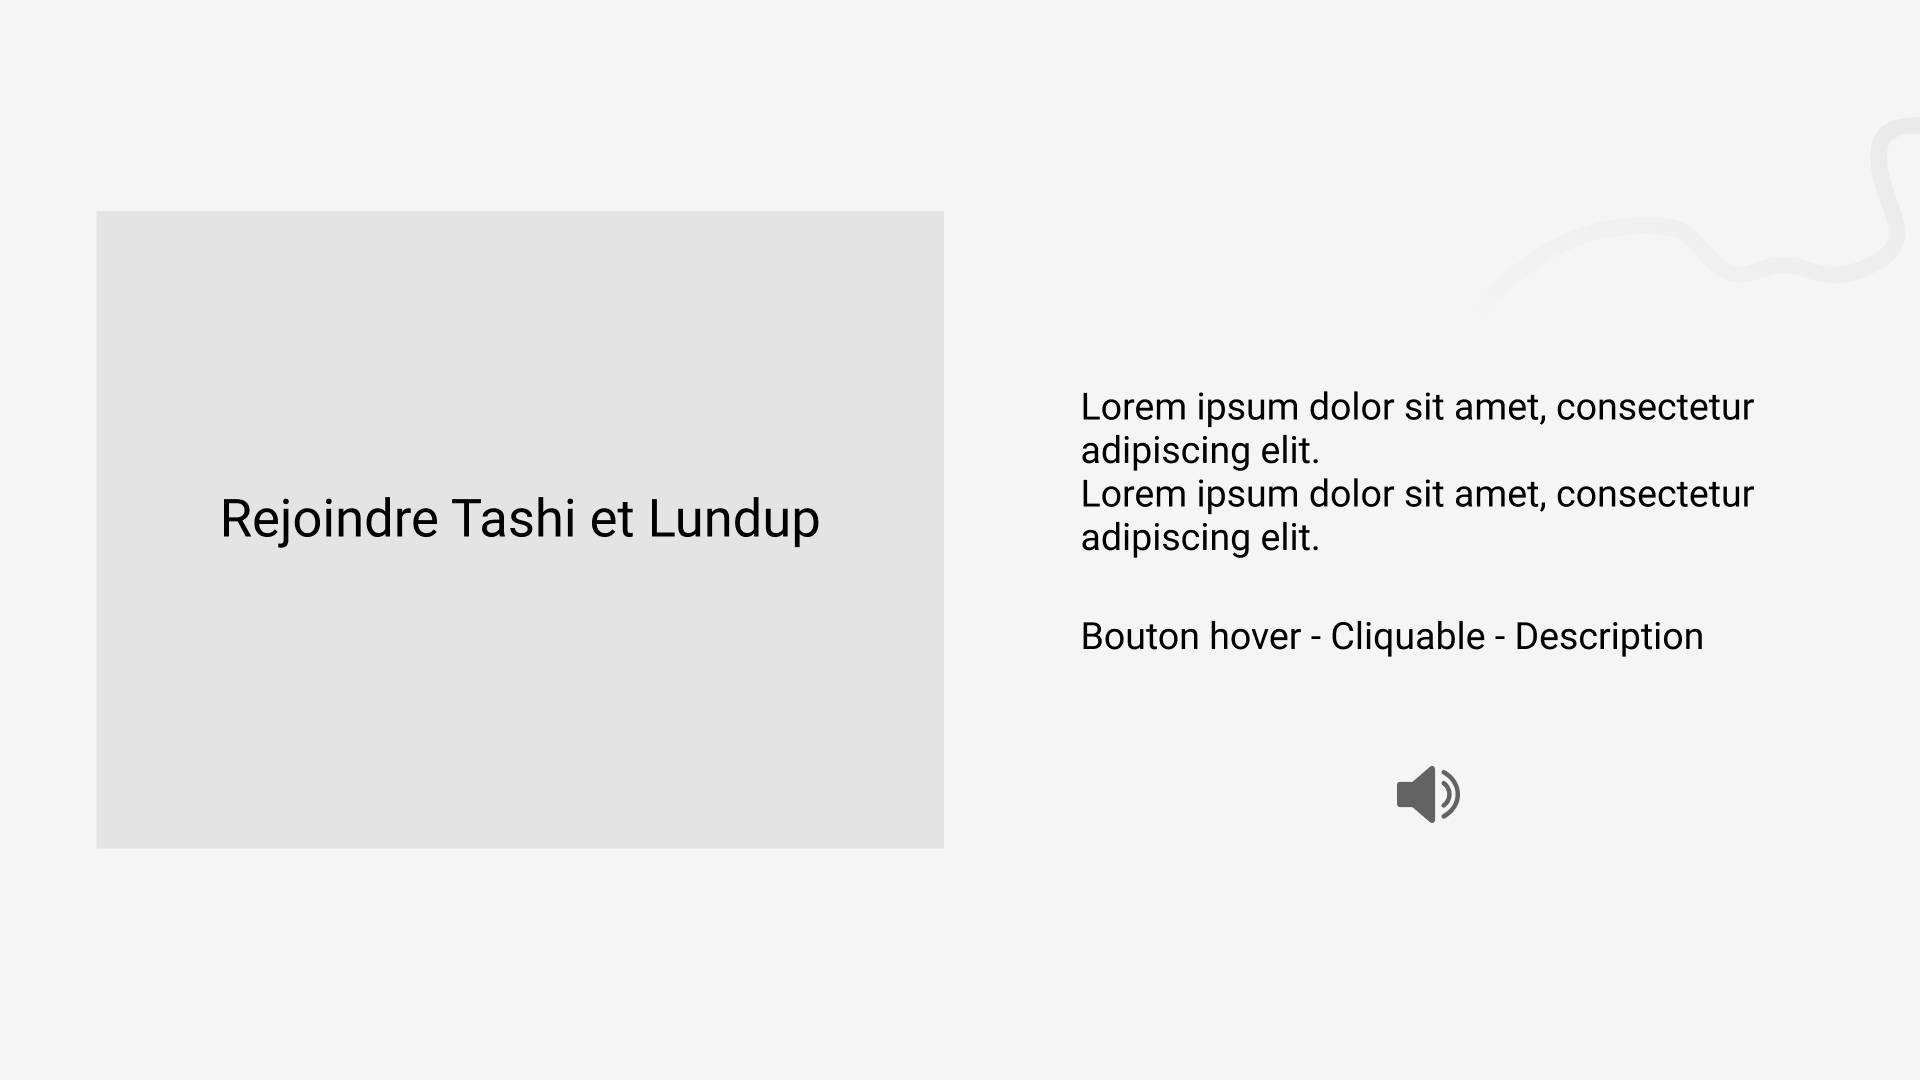 Rejoindre Tashi et Lundup
Lorem ipsum dolor sit amet, consectetur
adipiscing elit.
Lorem ipsum dolor sit amet, consectetur
adipiscing elit.
Bouton hover - Cliquable - Description